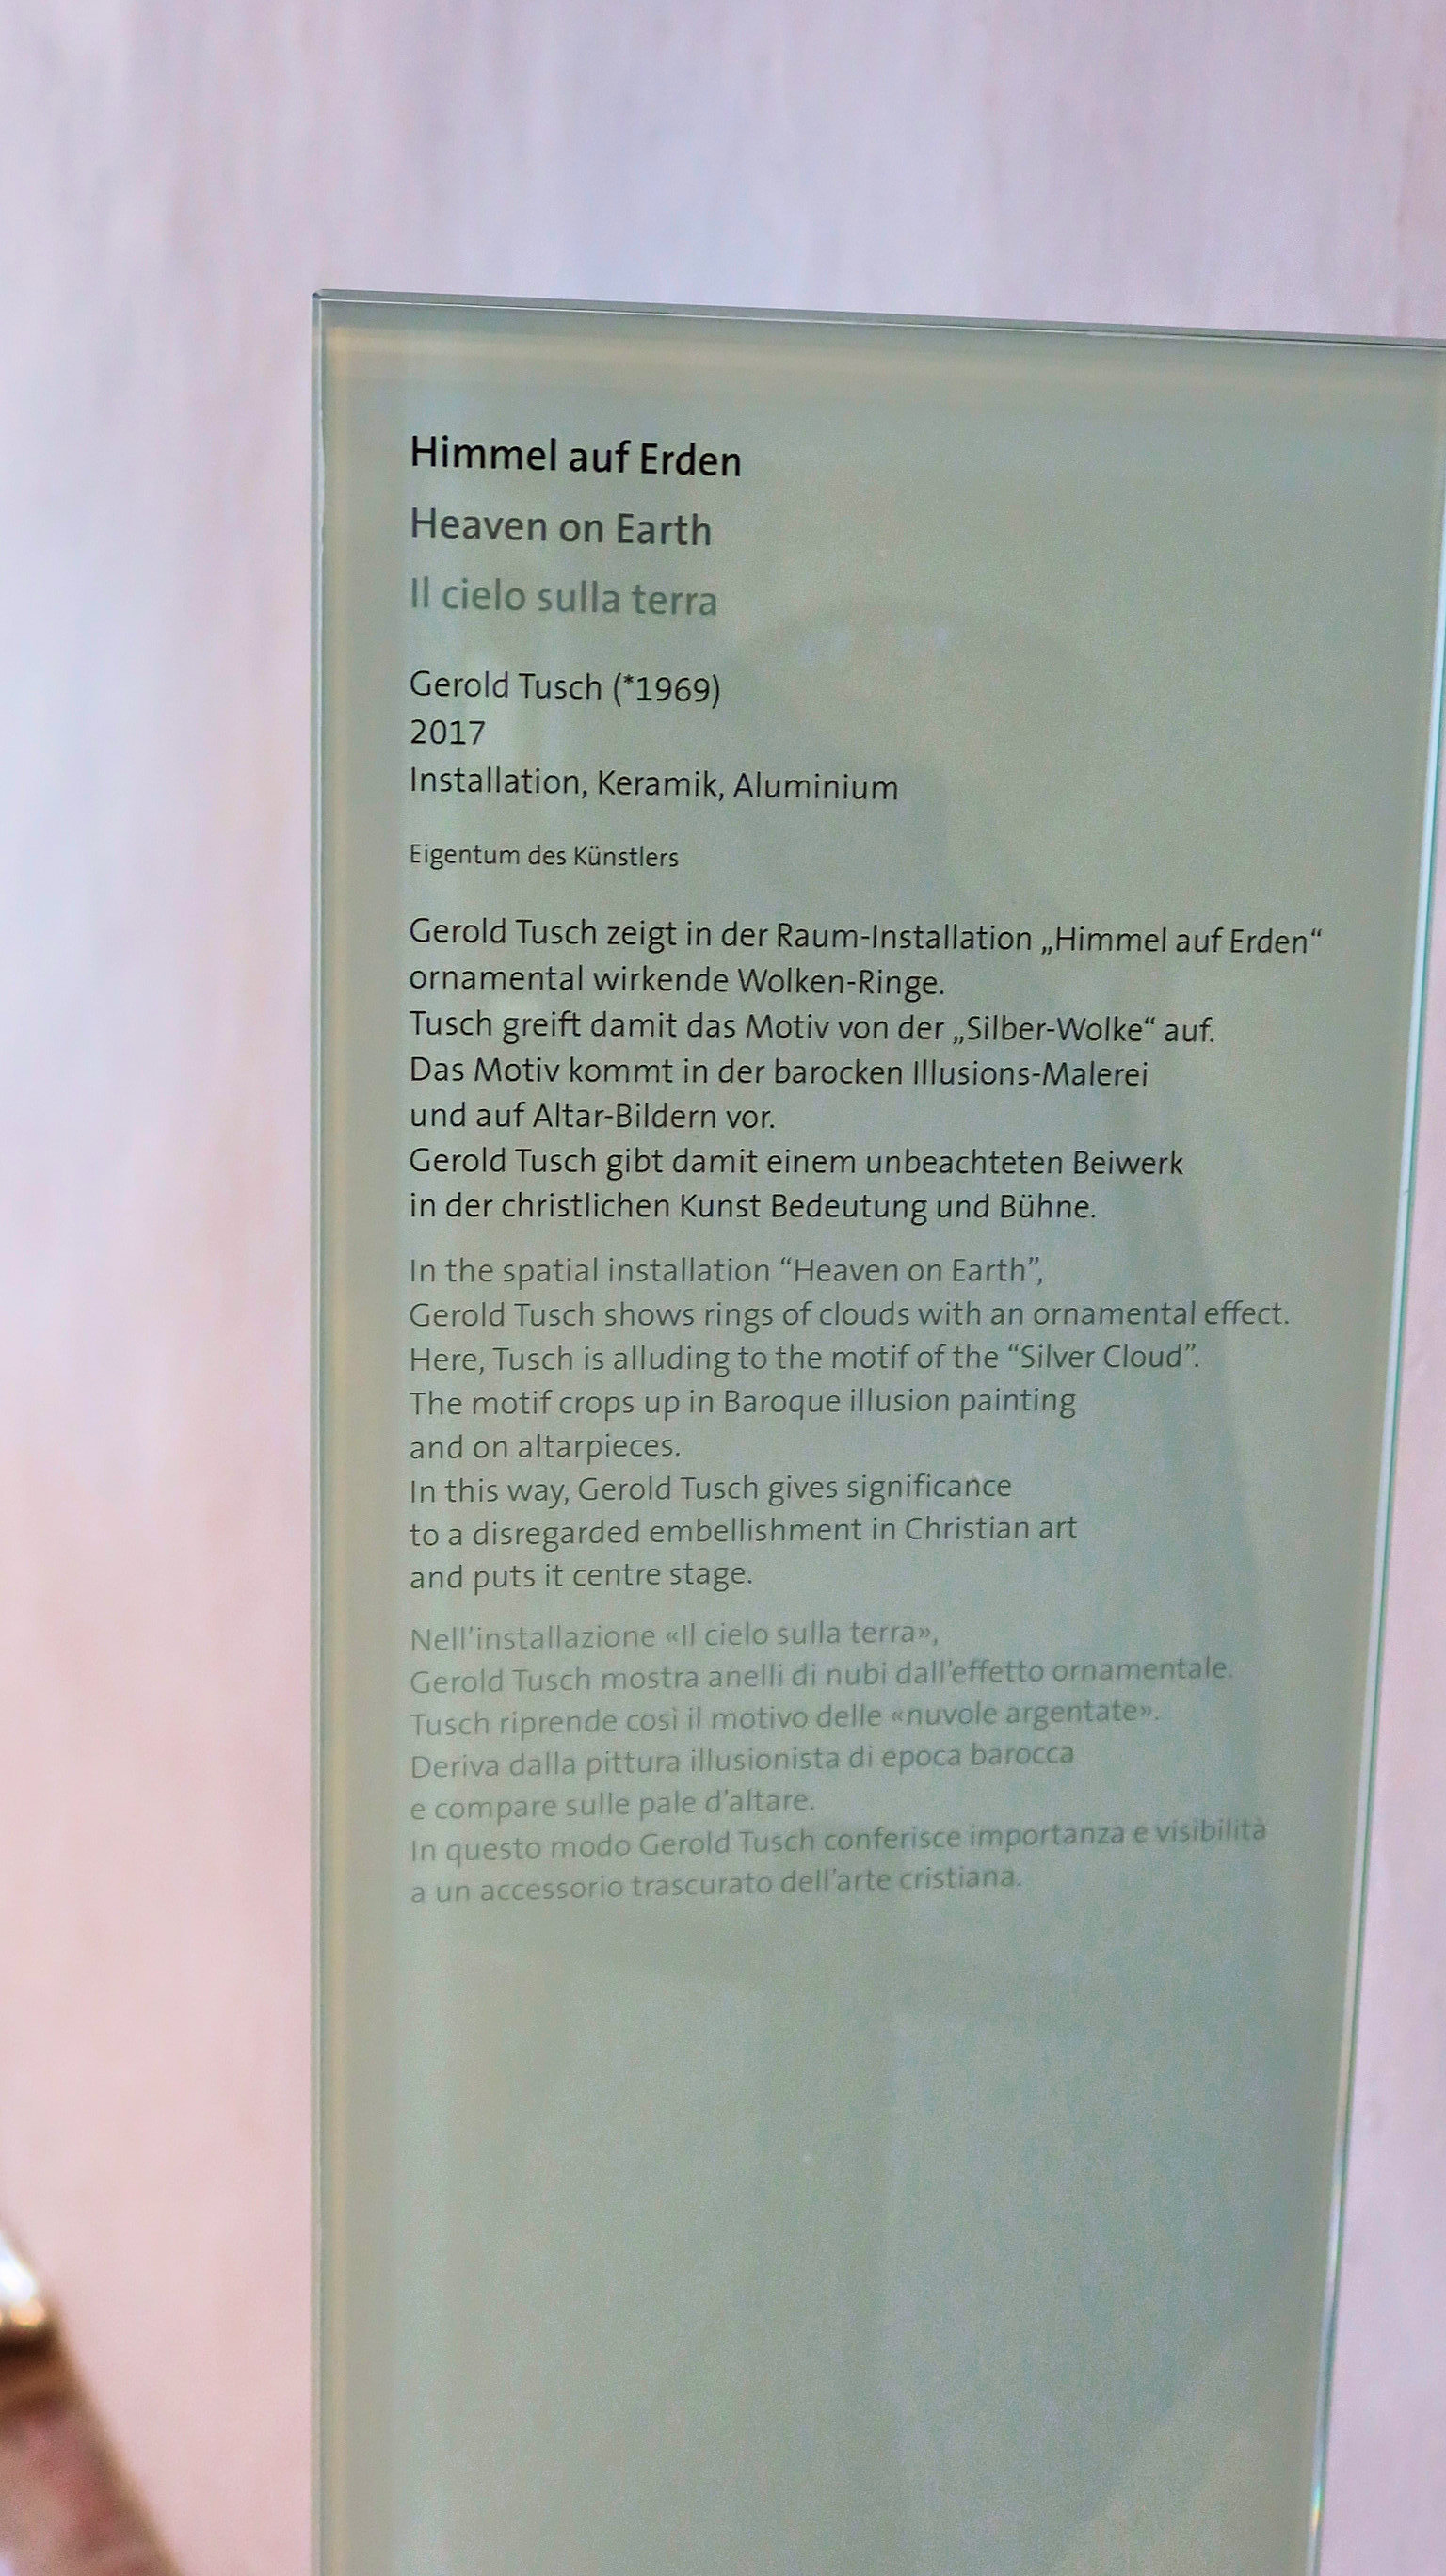 Himmel auf Erden
Heaven on Earth
Il cielo sulla terra
Gerold Tusch (*1969)
2017
Installation, Keramik, Aluminium
Eigentum des Künstlers
Gerold Tusch zeigt in der Raum-Installation „Himmel auf Erden“
ornamental wirkende Wolken-Ringe.
Tusch greift damit das Motiv von der „Silber-Wolke“ auf.
Das Motiv kommt in der barocken Illusions-Malerei
und auf Altar-Bildern vor.
Gerold Tusch gibt damit einem unbeachteten Beiwerk
in der christlichen Kunst Bedeutung und Bühne.
In the spatial installation “Heaven on Earth”,
Gerold Tusch shows rings of clouds with an ornamental effect.
Here, Tusch is alluding to the motif of the “Silver Cloud”.
The motif crops up in Baroque illusion painting
and on altarpieces.
In this way, Gerold Tusch gives significance
to a disregarded embellishment in Christian art
and puts it centre stage.
Nell’installazione «Il cielo sulla terra»,
Gerold Tusch mostra anelli di nubi dall’effetto ornamentale.
Tusch riprende così il motivo delle «nuvole argentate».
Deriva dalla pittura illusionista di epoca barocca
e compare sulle pale d’altare.
In questo modo Gerold Tusch conferisce importanza e visibilità
a un accessorio trascurato dell’arte cristiana.